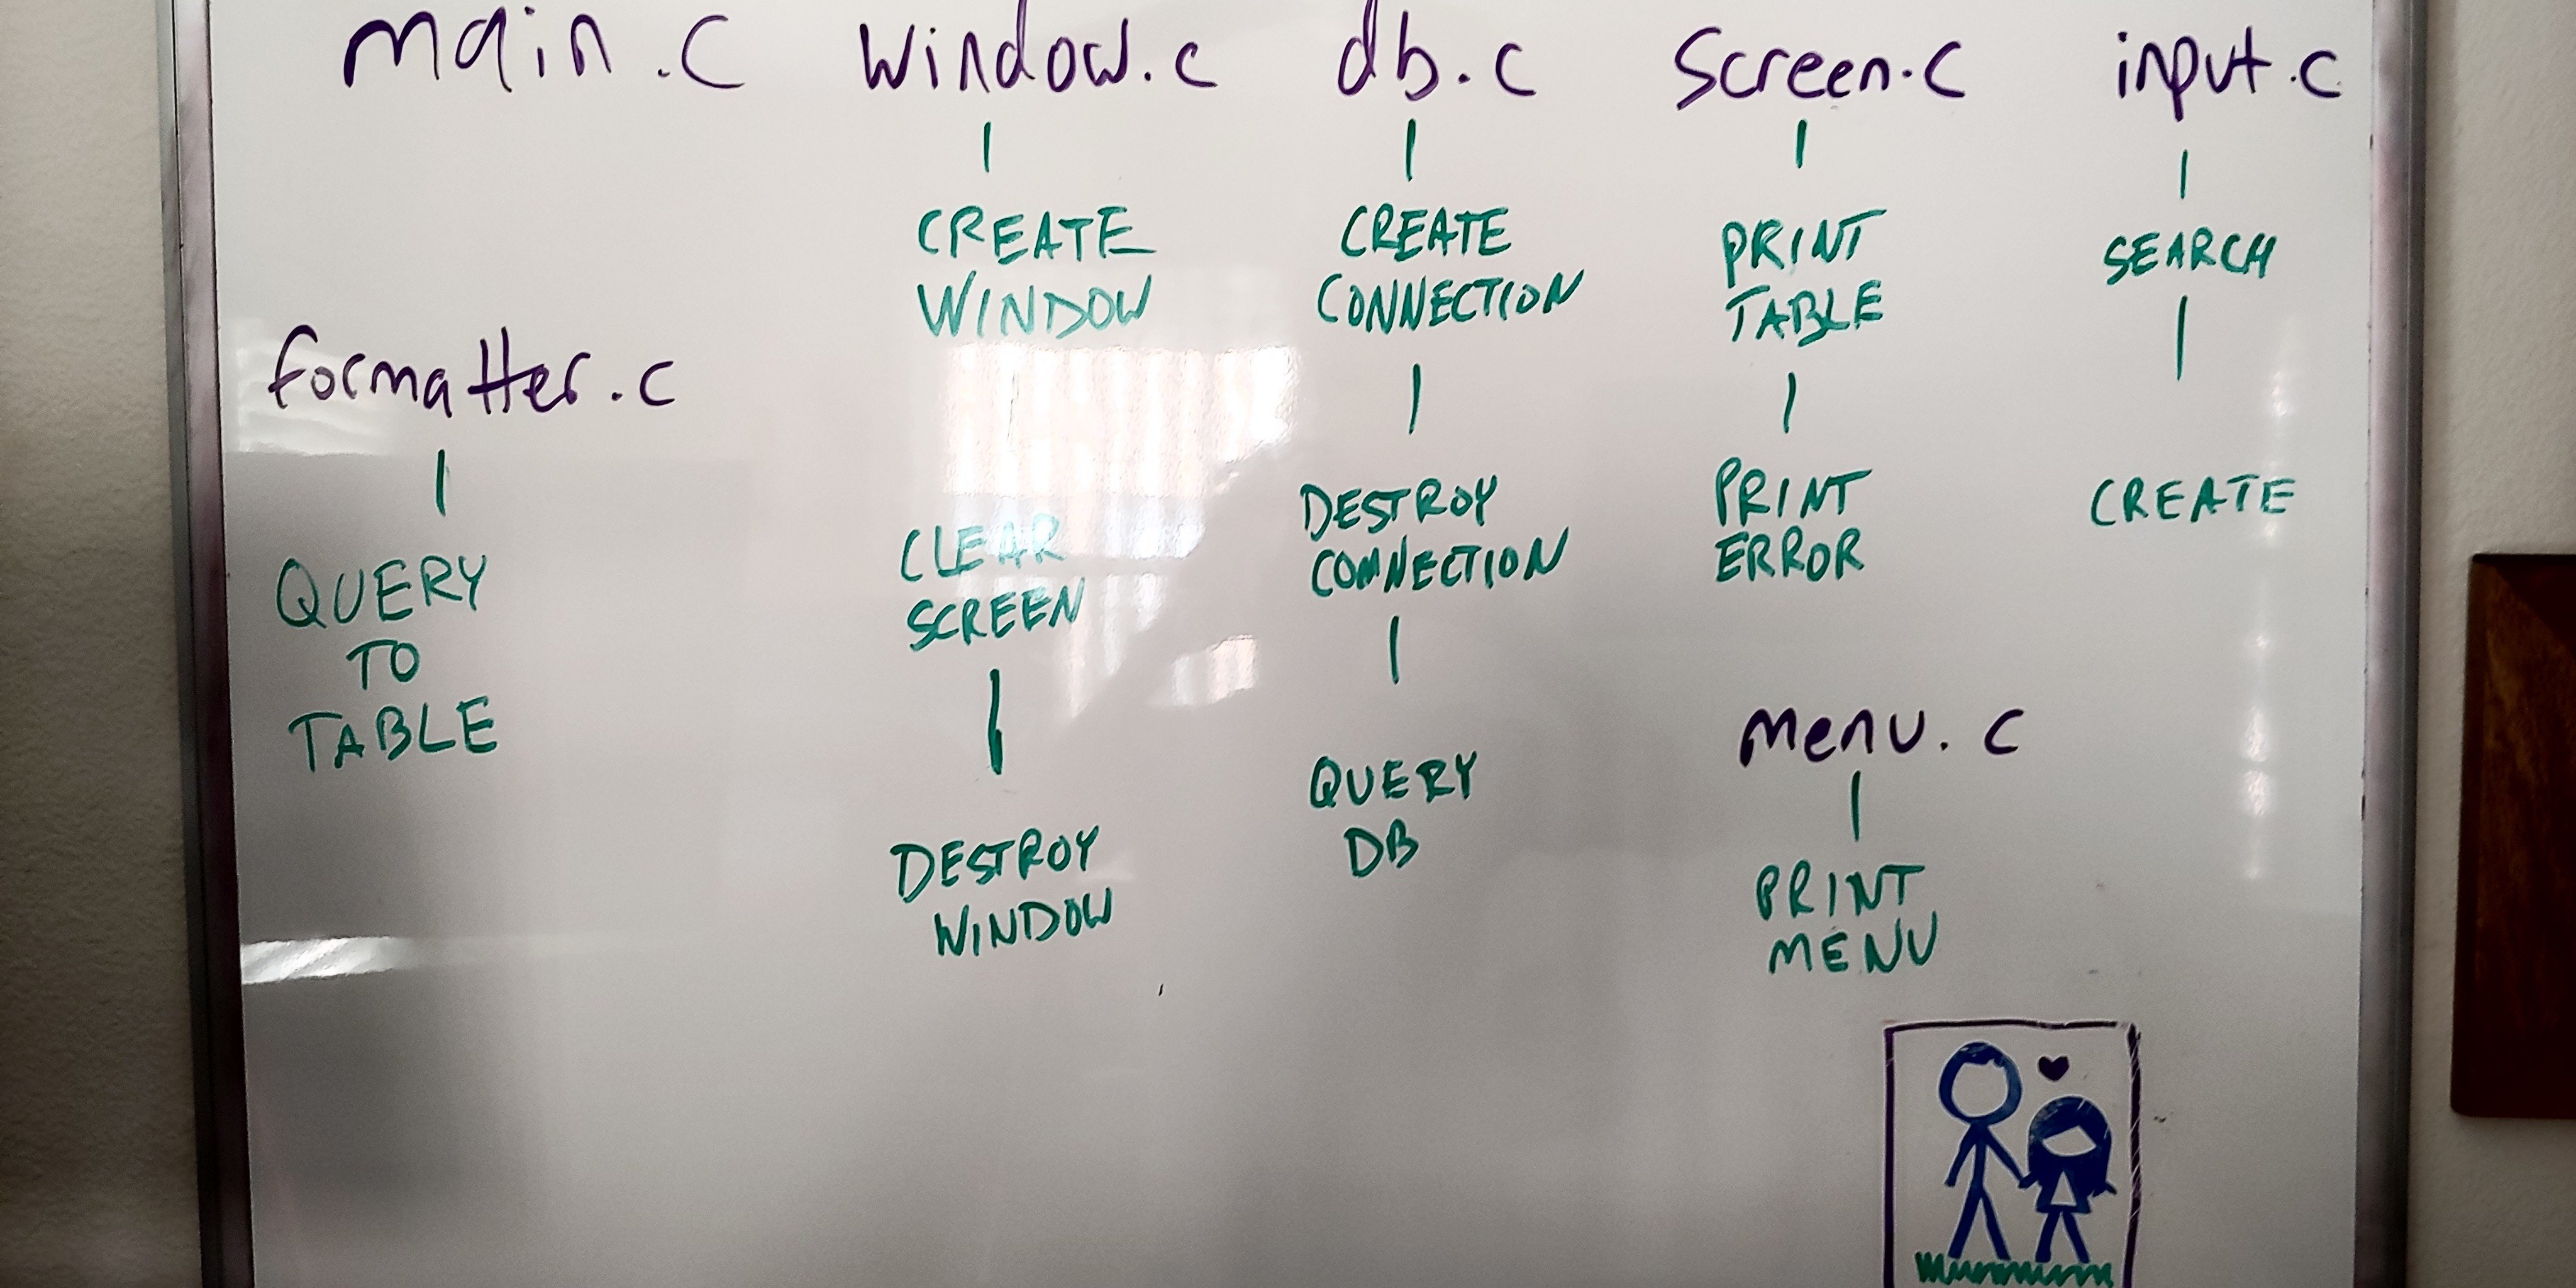 main.c
window.c
db.c
screen.c
input.c
CREATE
WINDOW
CLEAR
SCREEN
DESTROY
WINDOW
CREATE
CONNECTION
DESTROY
CONNECTION
QUERY
DB
PRINT
TABLE
PRINT
ERROR
SEARCH
CREATE
formatter.c
QUERY
TO
TABLE
menu.c
PRINT
MENU